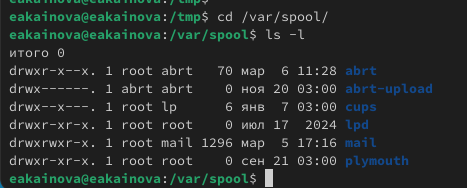 eakainova@eakainova:/tmp$
eakainova@eakainova:/tmp$ cd /var/spool/
eakainova@eakainova:/var/spool$ ls -l
итого 0
drwxr-x--x. 1 root abrt 70 мар 6 11:28 abrt
drwx------. 1 abrt abrt 0 ноя 20 03:00 abrt-upload
drwx--x---. 1 root lp 6 янв 7 03:00 cups
drwxr-xr-x. 1 root root 0 июл 17 2024 lpd
drwxrwxr-x. 1 root mail 1296 мар 5 17:16 mail
drwxr-xr-x. 1 root root 0 сен 21 03:00 plymouth
eakainova@eakainova:/var/spool$